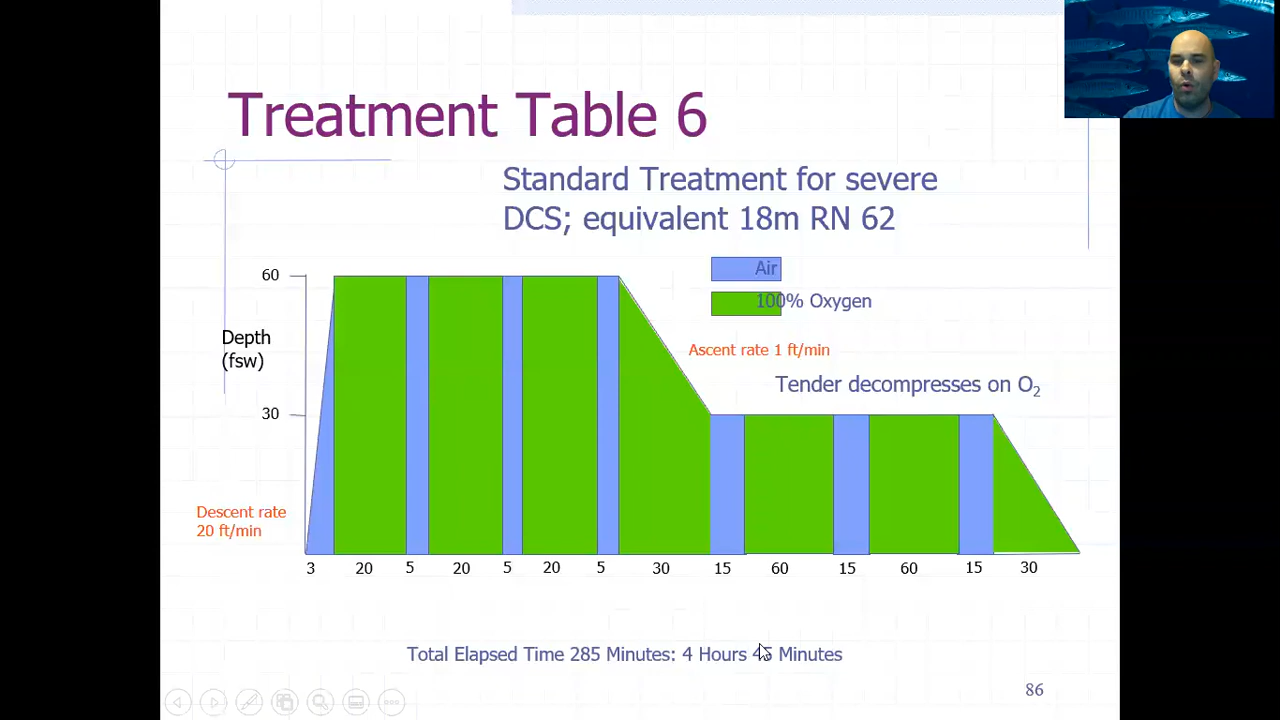 Treatment Table 6
Standard Treatment for severe
DCS; equivalent 18m RN 62
Air
100% Oxygen
60
Depth
(fsw)
Ascent rate 1 ft/min
Tender decompresses on O₂
30
Descent rate
20 ft/min
3 20 5 20 5 20 5 30 15 60 15 60 15 30
Total Elapsed Time 285 Minutes: 4 Hours 45 Minutes
86